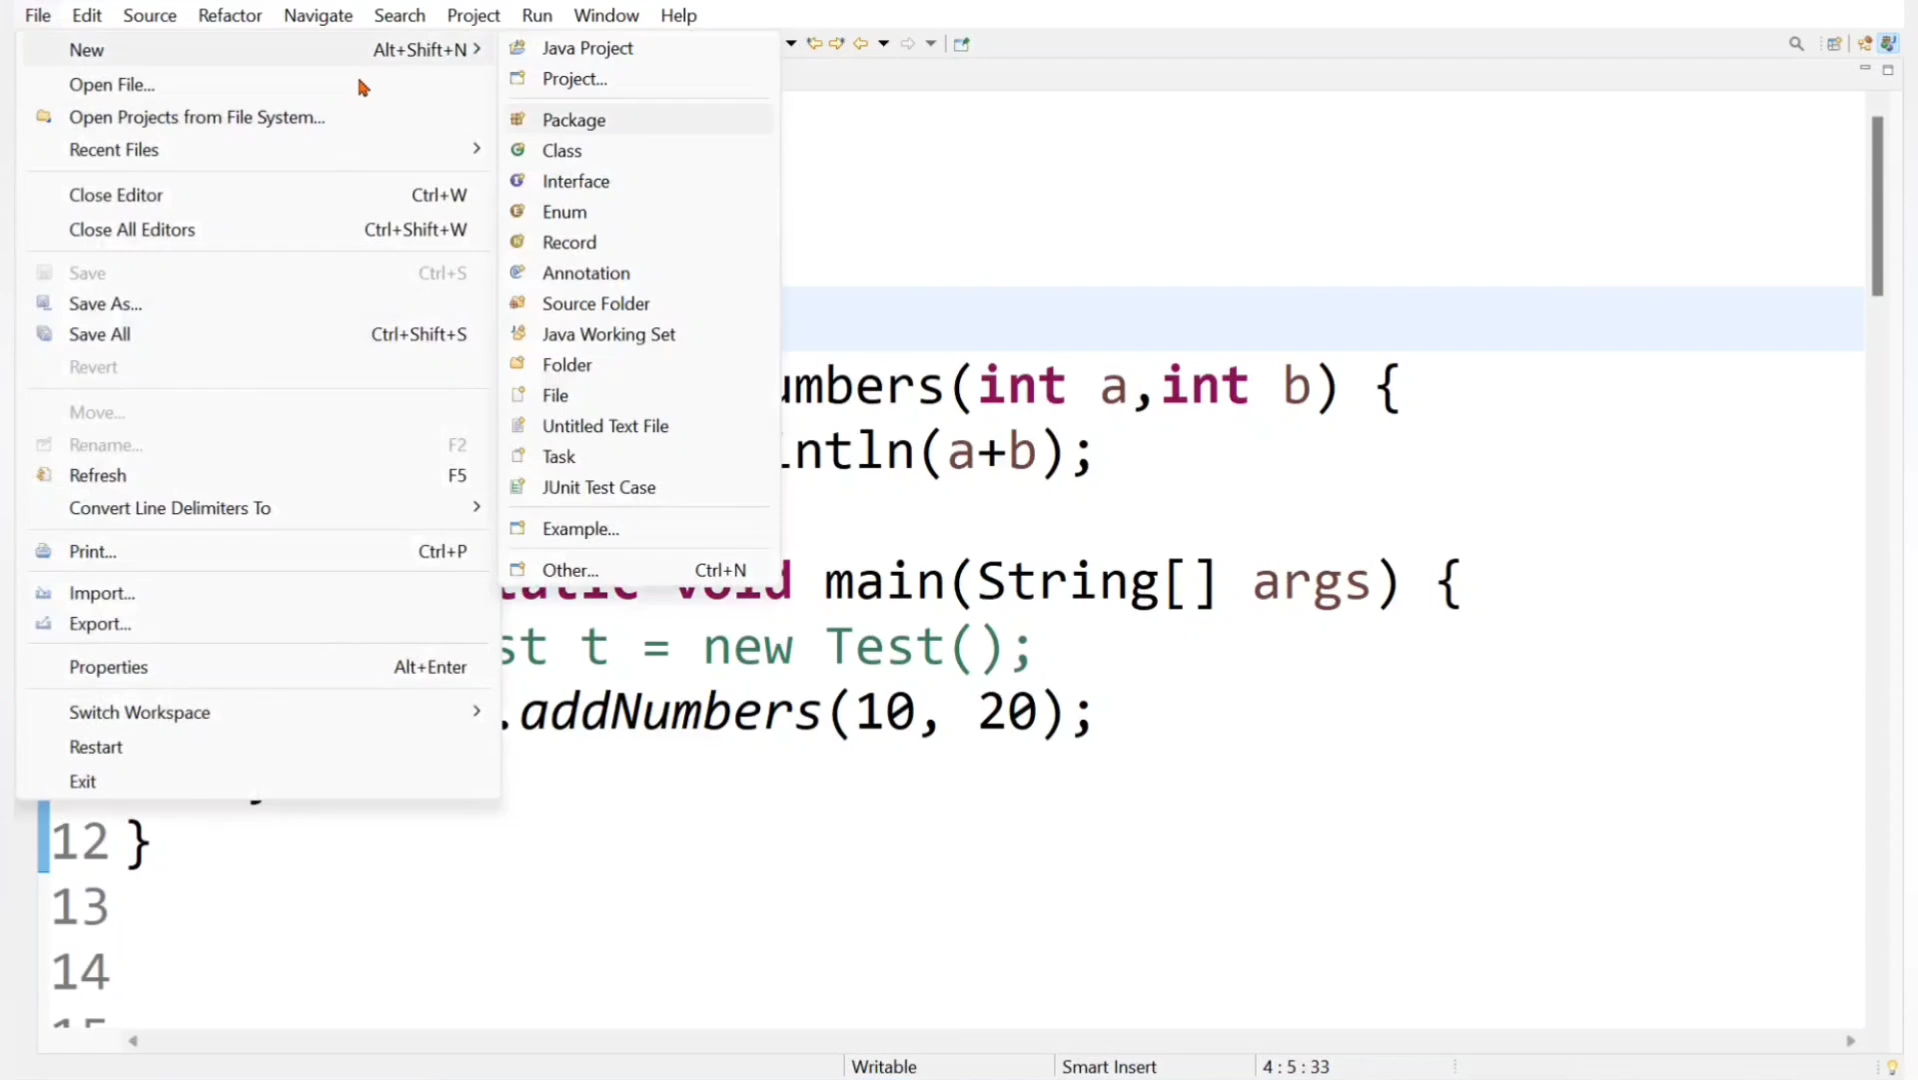 File Edit Source Refactor Navigate Search Project Run Window Help
New Alt+Shift+N
Open File...
Open Projects from File System...
Recent Files
Close Editor Ctrl+W
Close All Editors Ctrl+Shift+W
Save Ctrl+S
Save As...
Save All Ctrl+Shift+S
Revert
Move...
Rename... F2
Refresh F5
Convert Line Delimiters To
Print... Ctrl+P
Import...
Export...
Properties Alt+Enter
Switch Workspace
Restart
Exit
Java Project
Project...
Package
Class
Interface
Enum
Record
Annotation
Source Folder
Java Working Set
Folder
File
Untitled Text File
Task
JUnit Test Case
Example...
Other... Ctrl+N
umbers(int a,int b) {
intln(a+b);
static void main(String[] args) {
st t = new Test();
.addNumbers(10, 20);
12 }
13
14
Writable Smart Insert 4 : 5 : 33